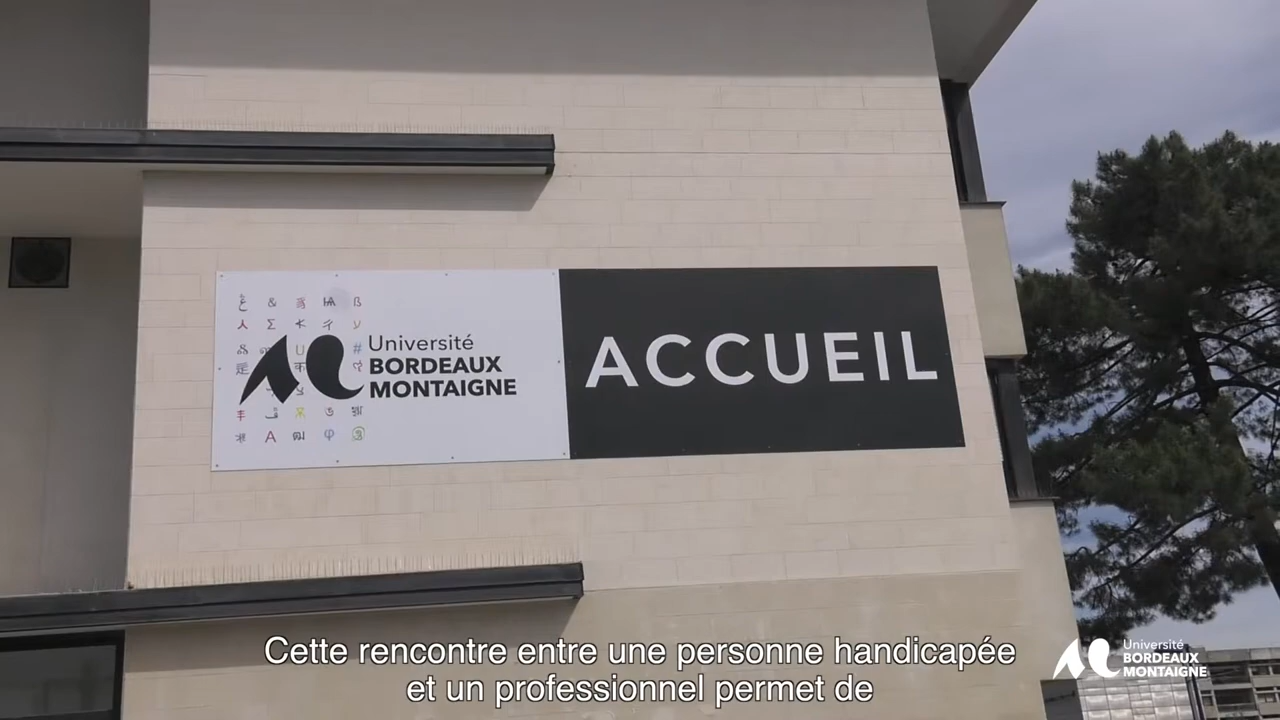 Université
BORDEAUX
MONTAIGNE
ACCUEIL
Cette rencontre entre une personne handicapée
et un professionnel permet de
Université
BORDEAUX
MONTAIGNE